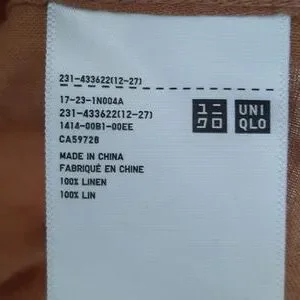 231-433622(12-27)
17-23-1N004A
231-433622(12-27)
1414-00B1-00EE
CA59728
MADE IN CHINA
FABRIQUÉ EN CHINE
100% LINEN
100% LIN
ユニ
クロ
UNI
QLO